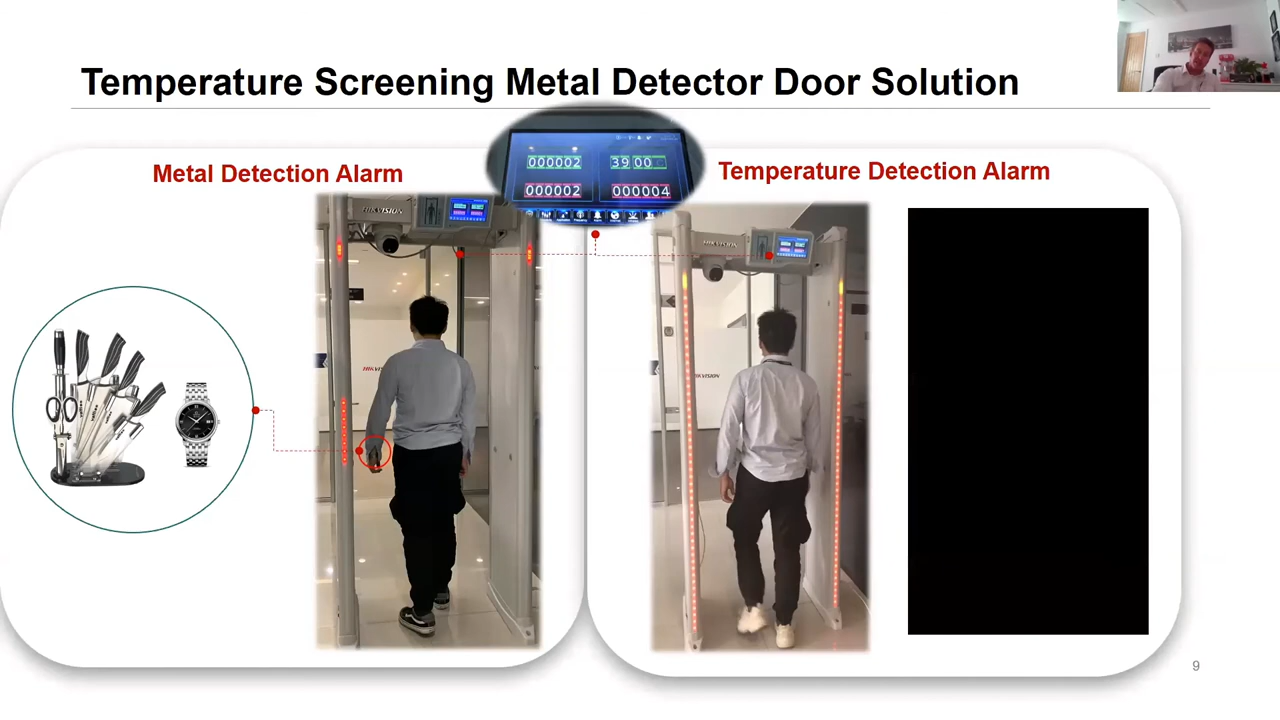 Temperature Screening Metal Detector Door Solution
Metal Detection Alarm
Temperature Detection Alarm
000002
39 00
000002
000004
HIKVISION
HIKVISION
HIKVISION
9